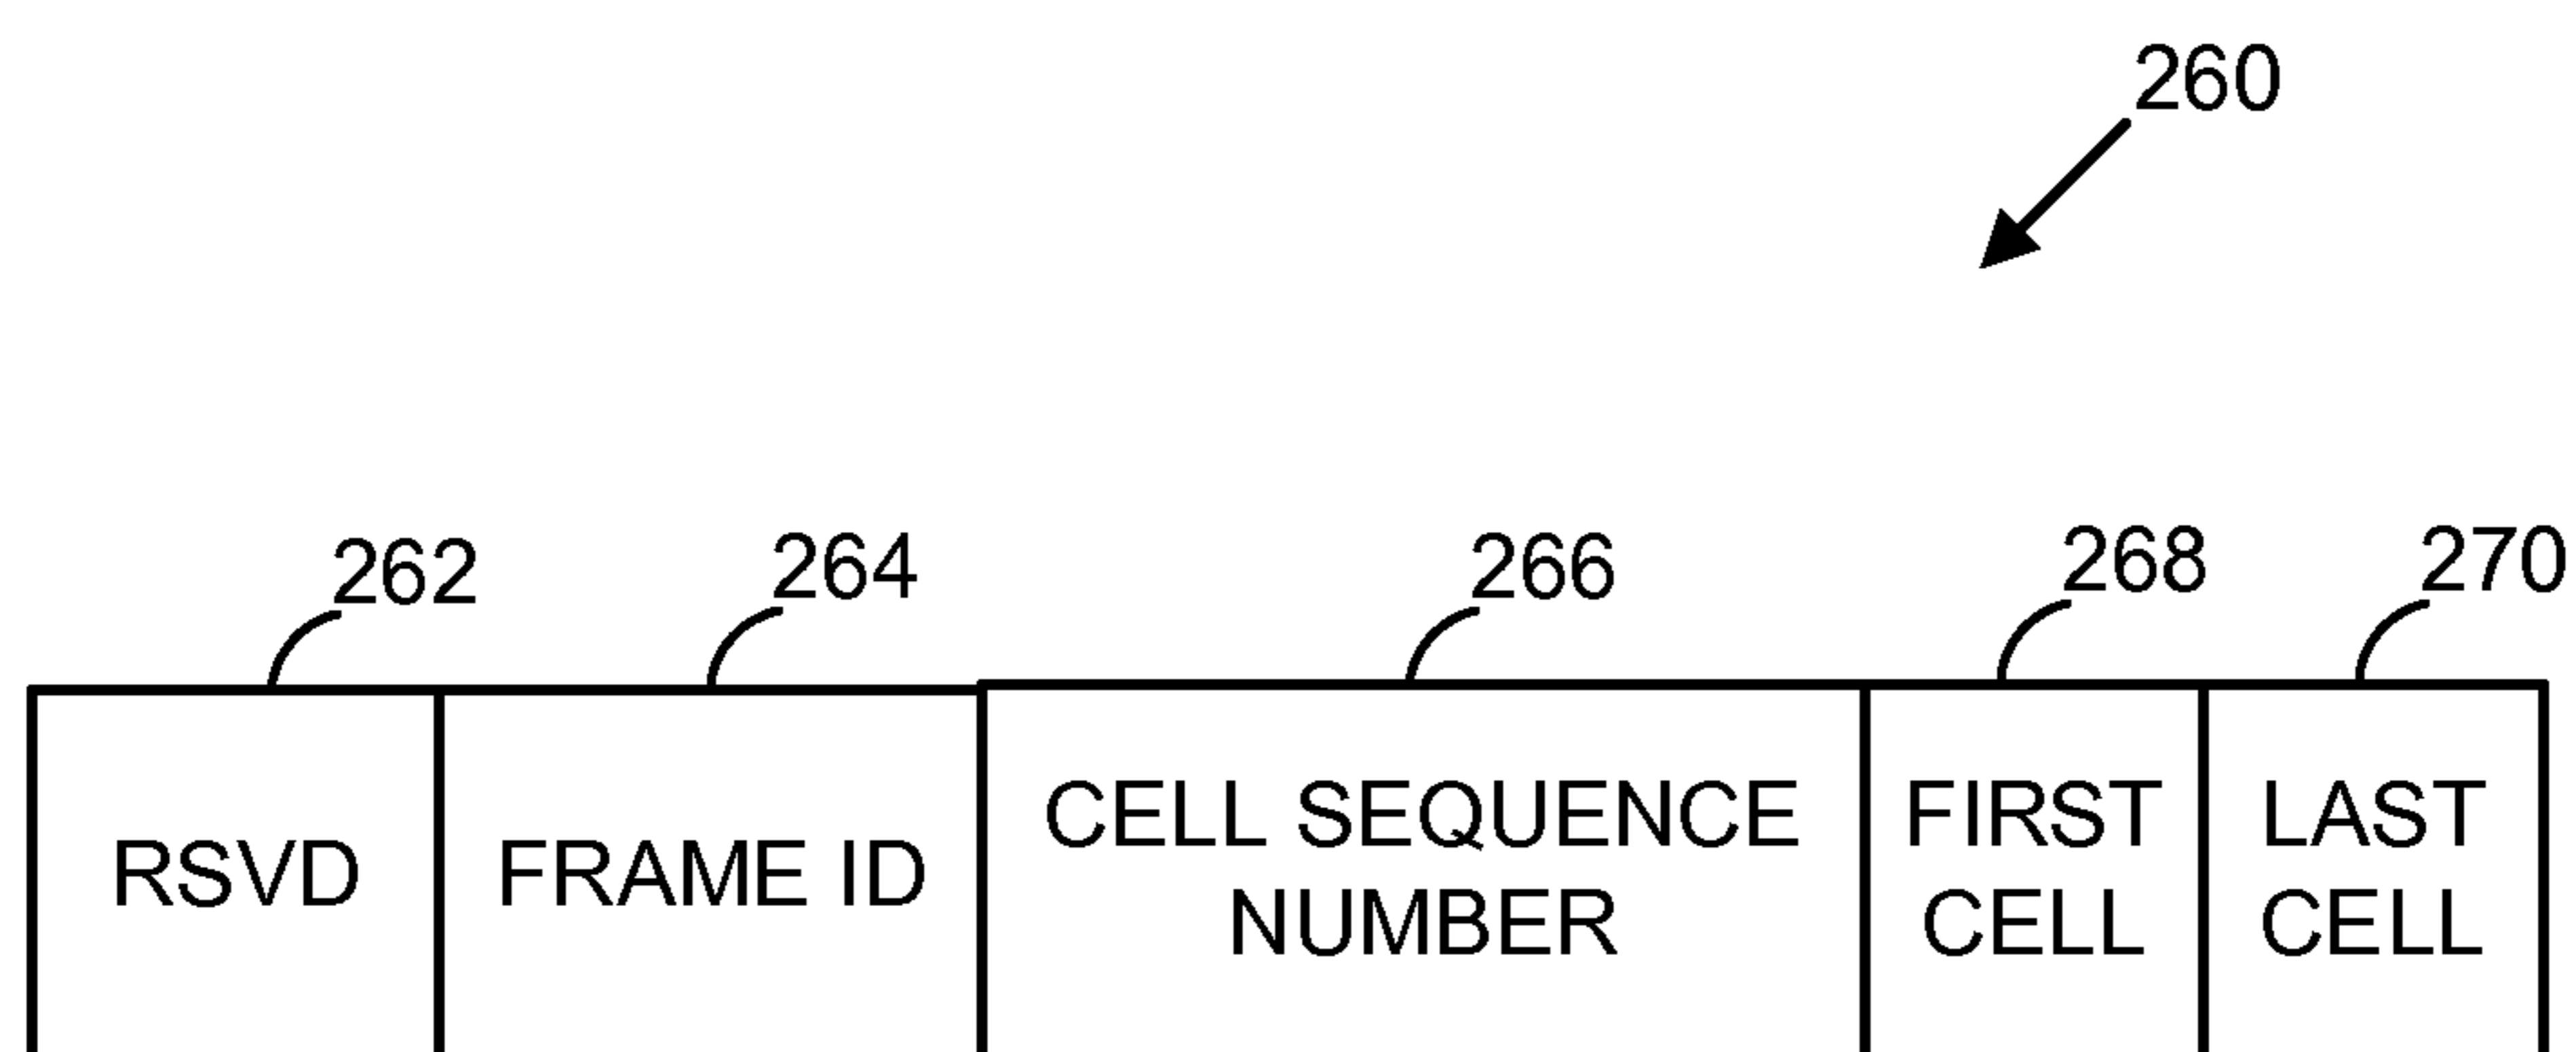 260
262
264
266
268
270
RSVD
FRAME ID
CELL SEQUENCE
NUMBER
FIRST
CELL
LAST
CELL